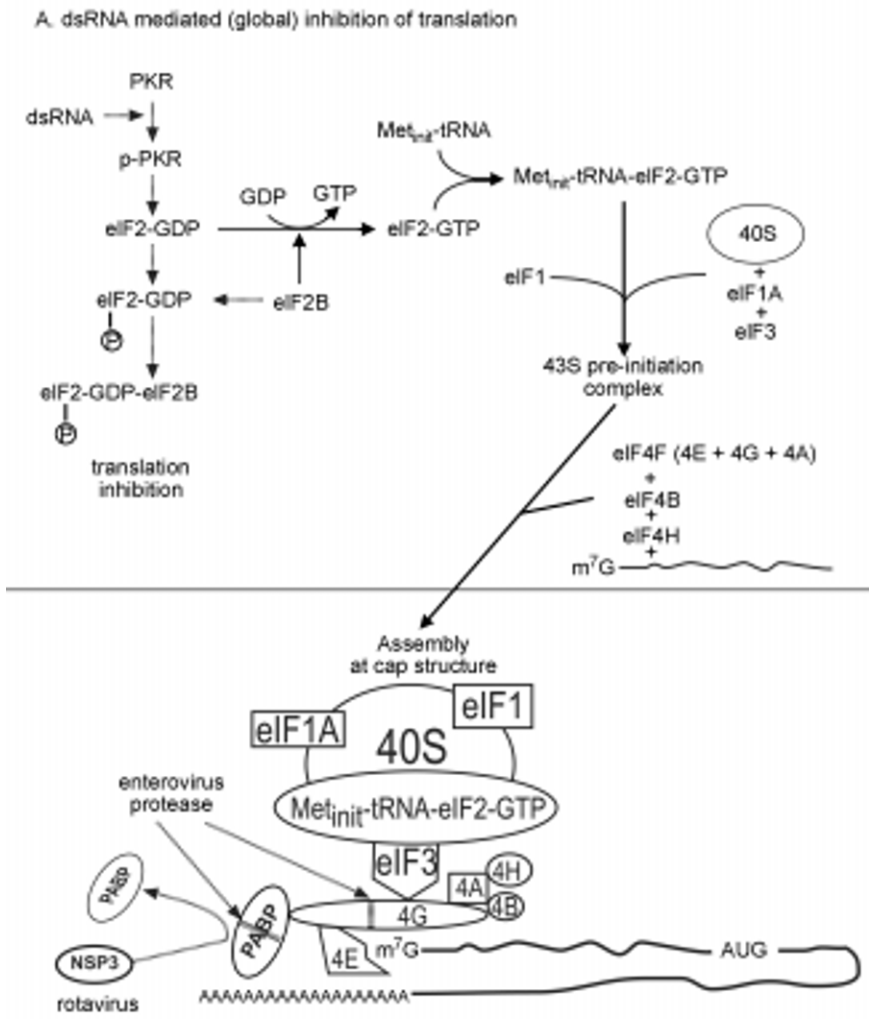 A. dsRNA mediated (global) inhibition of translation
PKR
dsRNA
p-PKR
Metinit-tRNA
Metinit-tRNA-eIF2-GTP
GDP
GTP
eIF2-GDP
eIF2-GTP
40S
+
eIF1A
+
eIF3
eIF1
eIF2-GDP
P
eIF2B
43S pre-initiation
complex
eIF2-GDP-eIF2B
P
translation
inhibition
eIF4F (4E + 4G + 4A)
+
eIF4B
+
eIF4H
+
m7G
Assembly
at cap structure
eIF1A
eIF1
40S
enterovirus
protease
Metinit-tRNA-eIF2-GTP
eIF3
4A
4H
4B
PABP
PABP
4G
4E
m7G
AUG
NSP3
rotavirus
AAAAAAAAAAAAAAAAAAA